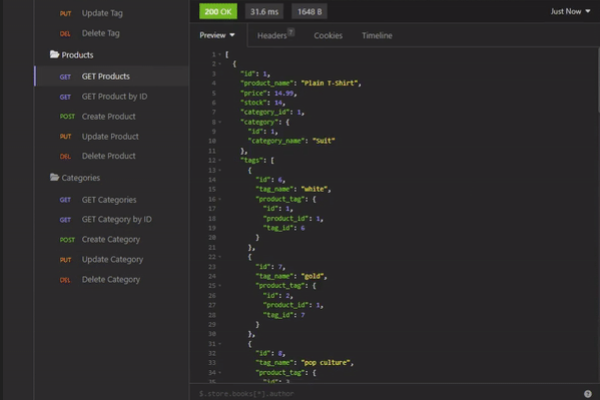 PUT Update Tag
DEL Delete Tag
Products
GET GET Products
GET GET Product by ID
POST Create Product
PUT Update Product
DEL Delete Product
Categories
GET GET Categories
GET GET Category by ID
POST Create Category
PUT Update Category
DEL Delete Category
200 OK 31.6 ms 1648 B Just Now
Preview Headers 7 Cookies Timeline
1 [
2 {
3 "id": 1,
4 "product_name": "Plain T-Shirt",
5 "price": 14.99,
6 "stock": 14,
7 "category_id": 1,
8 "category": {
9 "id": 1,
10 "category_name": "Suit"
11 },
12 "tags": [
13 {
14 "id": 6,
15 "tag_name": "white",
16 "product_tag": {
17 "id": 1,
18 "product_id": 1,
19 "tag_id": 6
20 }
21 },
22 {
23 "id": 7,
24 "tag_name": "gold",
25 "product_tag": {
26 "id": 2,
27 "product_id": 1,
28 "tag_id": 7
29 }
30 },
31 {
32 "id": 8,
33 "tag_name": "pop culture",
34 "product_tag": {
35 "id": 3
$.store.books[*].author